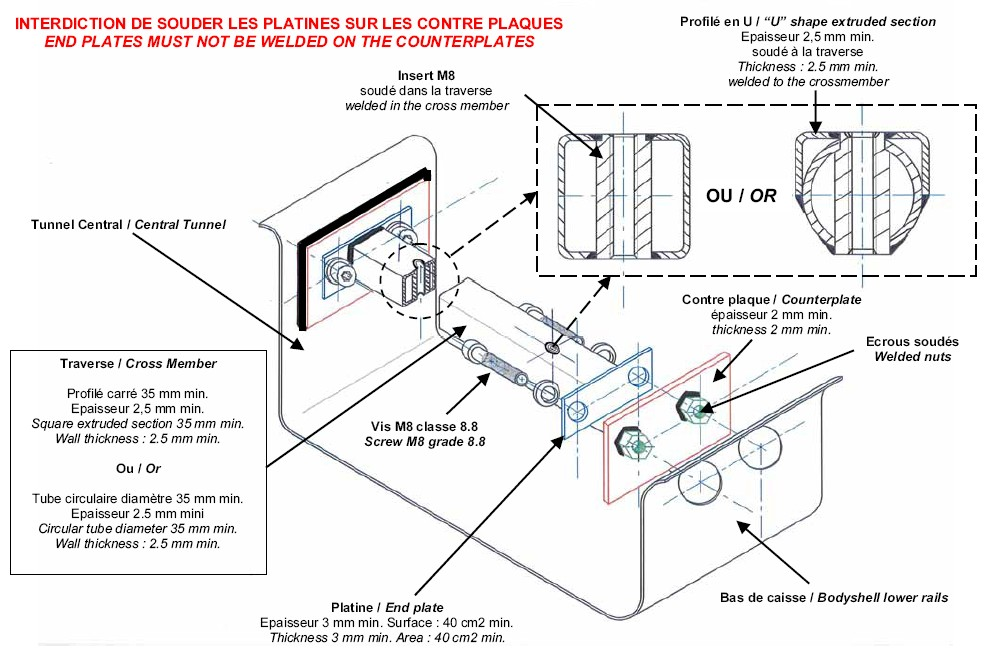 INTERDICTION DE SOUDER LES PLATINES SUR LES CONTRE PLAQUES
END PLATES MUST NOT BE WELDED ON THE COUNTERPLATES
Profilé en U / “U” shape extruded section
Epaisseur 2,5 mm min.
soudé à la traverse
Thickness : 2.5 mm min.
welded to the crossmember
Insert M8
soudé dans la traverse
welded in the cross member
OU / OR
Tunnel Central / Central Tunnel
Contre plaque / Counterplate
épaisseur 2 mm min.
thickness 2 mm min.
Ecrous soudés
Welded nuts
Traverse / Cross Member
Profilé carré 35 mm min.
Epaisseur 2,5 mm min.
Square extruded section 35 mm min.
Wall thickness : 2.5 mm min.
Ou / Or
Tube circulaire diamètre 35 mm min.
Epaisseur 2.5 mm mini
Circular tube diameter 35 mm min.
Wall thickness : 2.5 mm min.
Vis M8 classe 8.8
Screw M8 grade 8.8
Platine / End plate
Epaisseur 3 mm min. Surface : 40 cm2 min.
Thickness 3 mm min. Area : 40 cm2 min.
Bas de caisse / Bodyshell lower rails